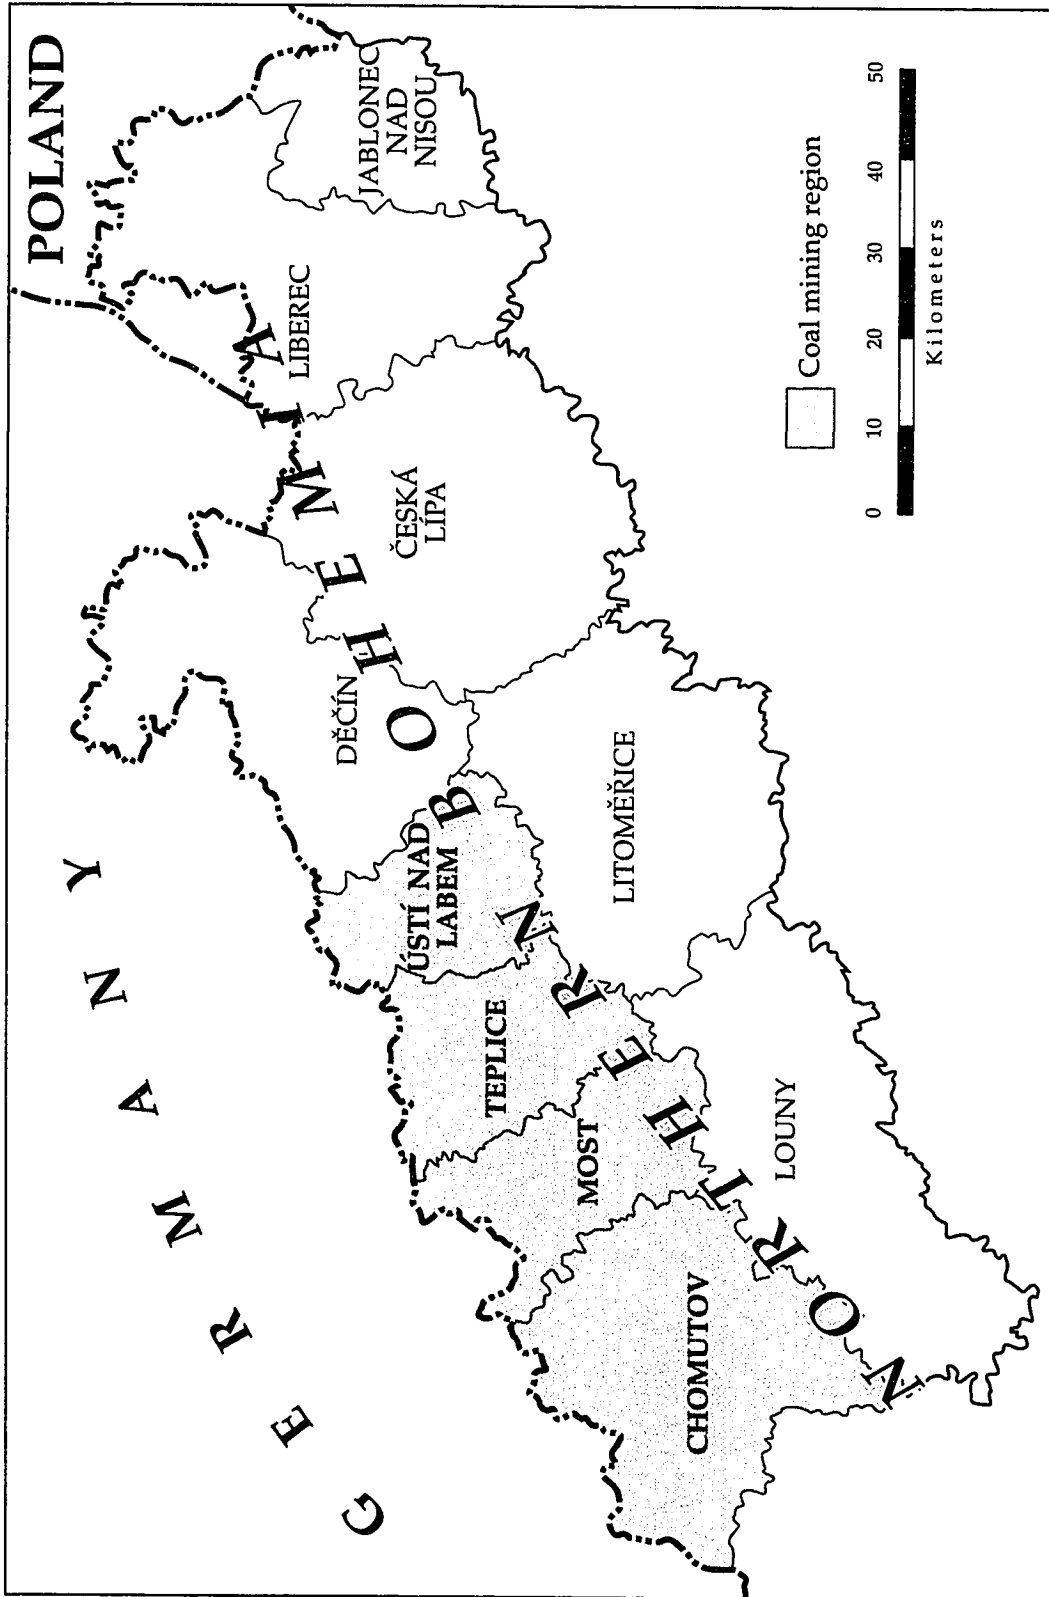 POLAND
GERMANY
NORTHERN BOHEMIA
JABLONEC
NAD
NISOU
LIBEREC
ČESKÁ
LÍPA
DĚČÍN
ÚSTÍ NAD
LABEM
TEPLICE
MOST
CHOMUTOV
LITOMĚŘICE
LOUNY
Coal mining region
0 10 20 30 40 50
Kilometers